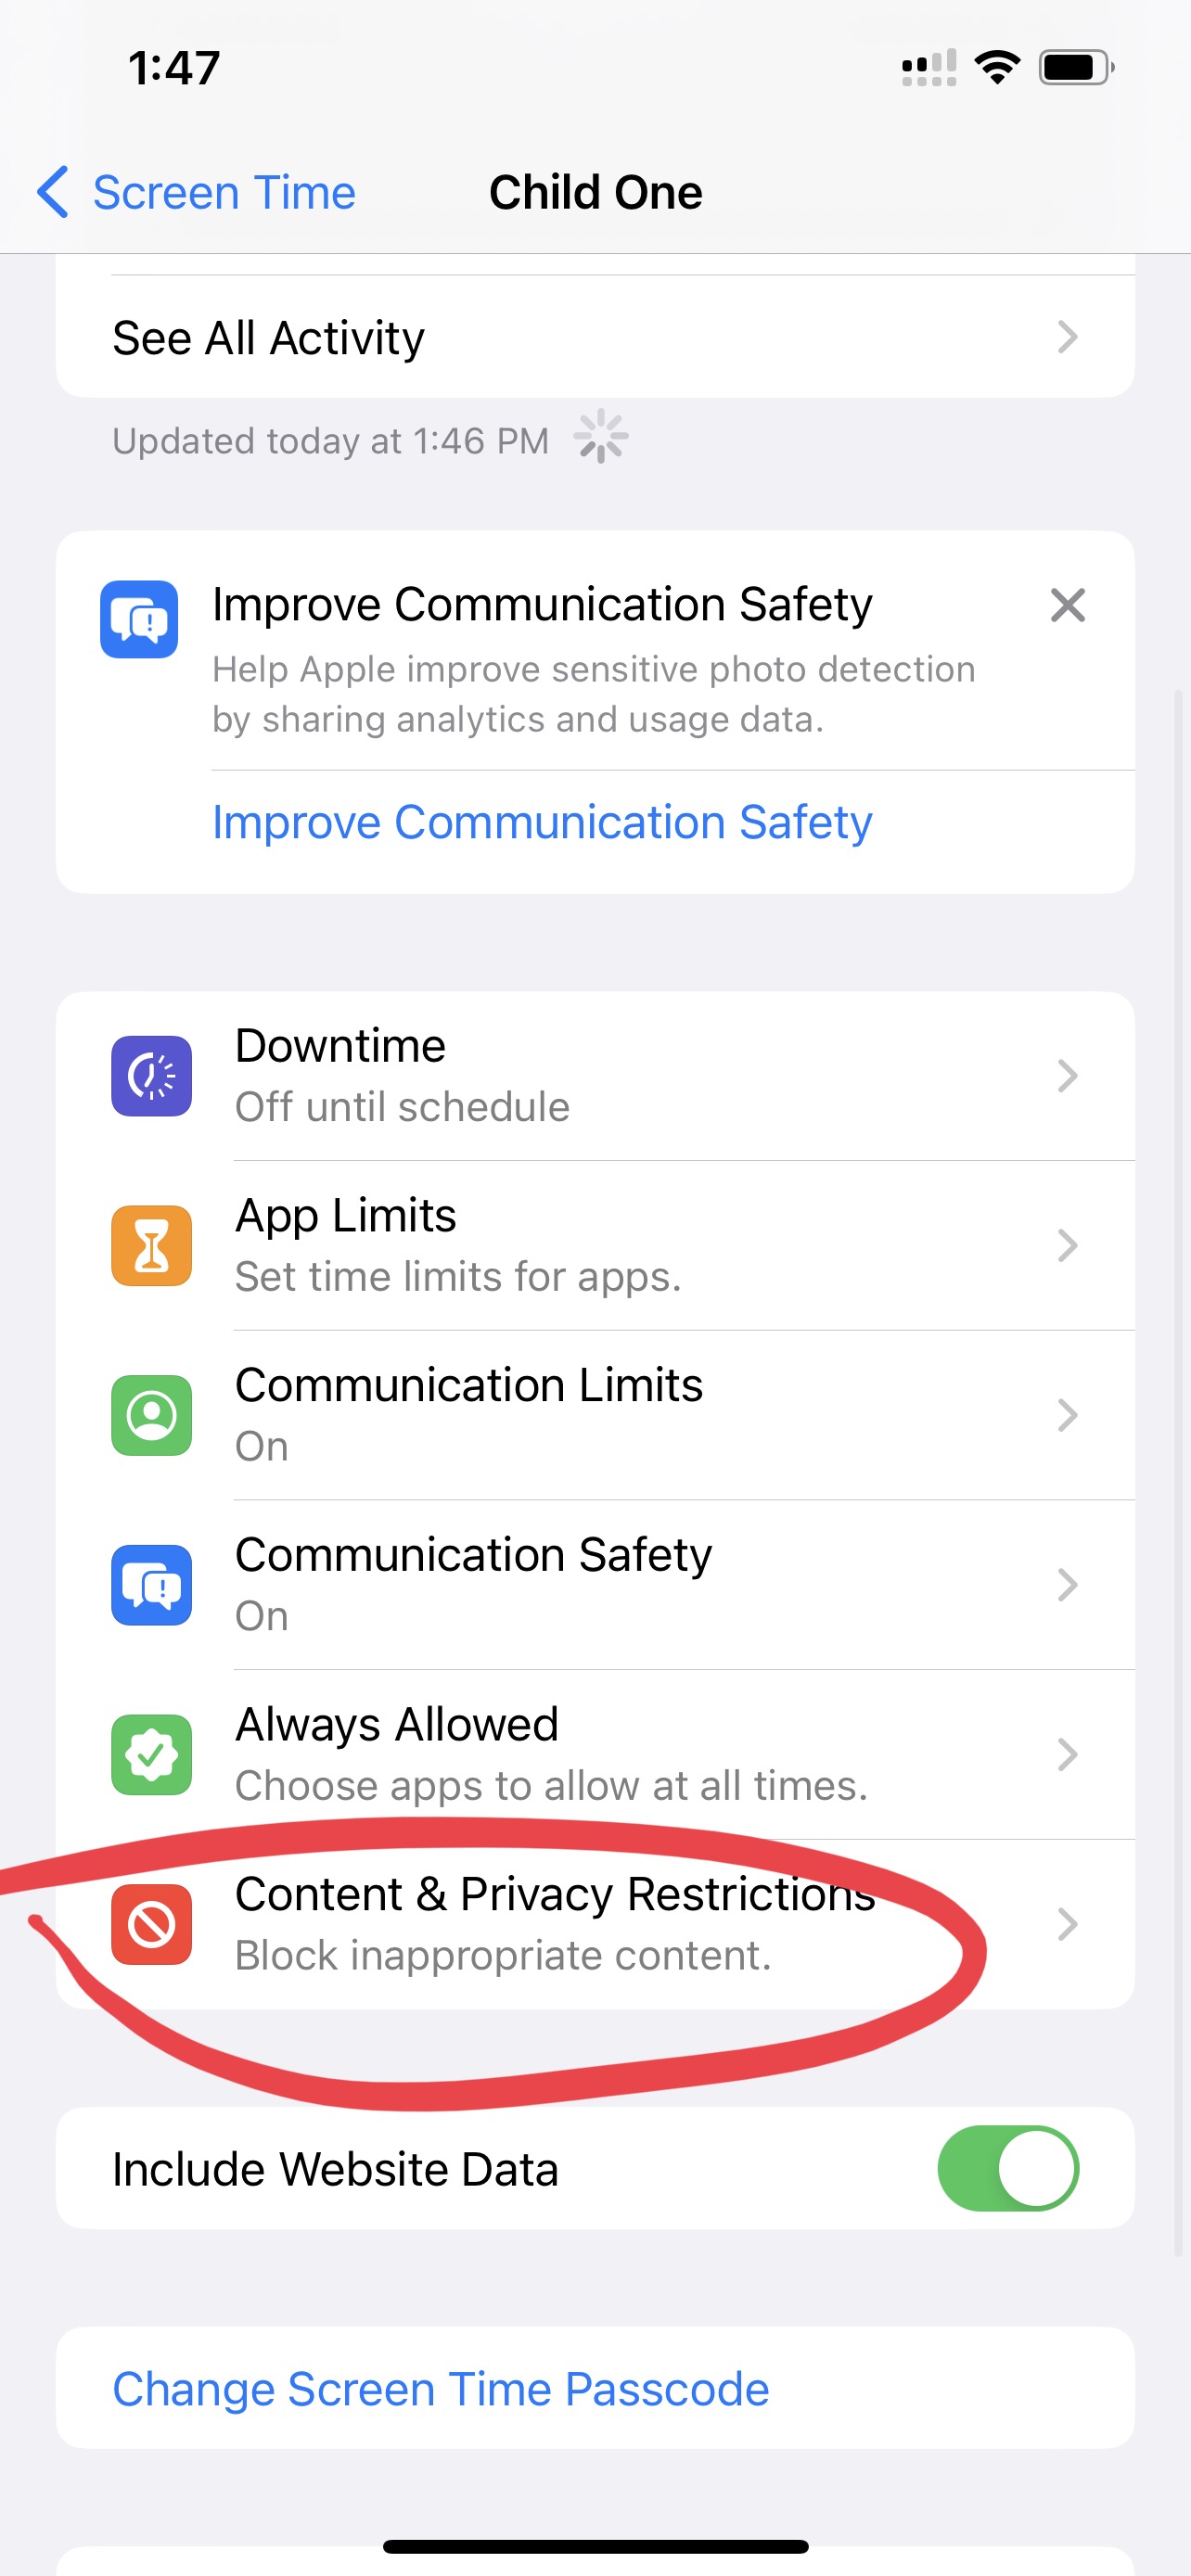 1:47
Screen Time
Child One
See All Activity
Updated today at 1:46 PM
Improve Communication Safety
Help Apple improve sensitive photo detection
by sharing analytics and usage data.
Improve Communication Safety
Downtime
Off until schedule
App Limits
Set time limits for apps.
Communication Limits
On
Communication Safety
On
Always Allowed
Choose apps to allow at all times.
Content & Privacy Restrictions
Block inappropriate content.
Include Website Data
Change Screen Time Passcode